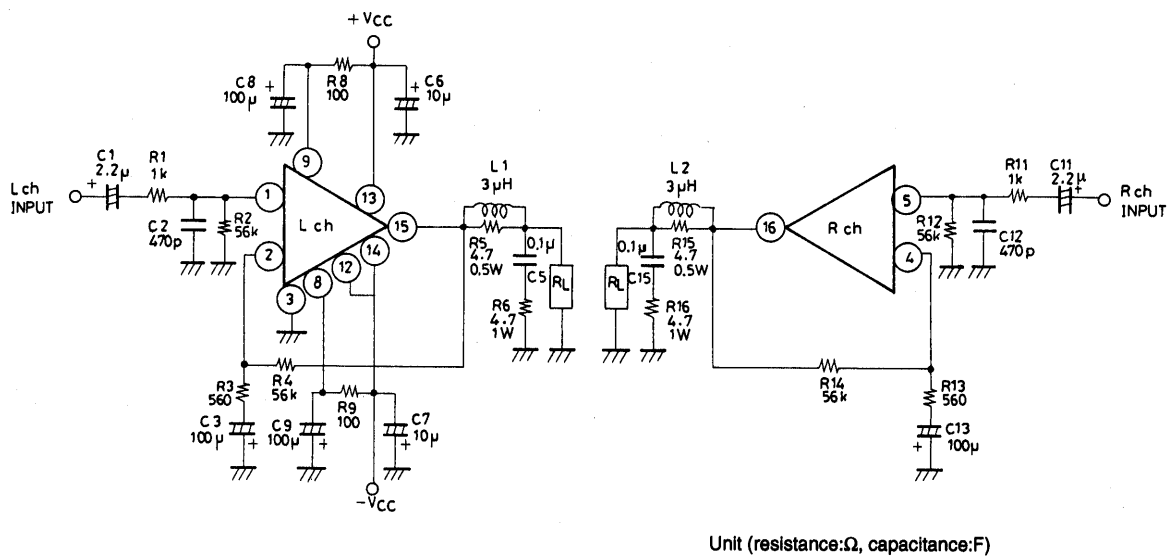 +VCC
C8
100μ
+
R8
100
+
C6
10μ
L ch
INPUT
+
C1
2.2μ
R1
1k
C2
470p
R2
56k
1
2
3
9
13
L ch
15
14
12
8
L1
3μH
R5
4.7
0.5W
0.1μ
C5
R6
4.7
1W
RL
R3
560
C3
100μ
+
R4
56k
C9
100μ
+
R9
100
C7
10μ
+
-VCC
L2
3μH
0.1μ
R15
4.7
0.5W
C15
RL
R16
4.7
1W
16
R ch
5
4
R11
1k
C11
2.2μ
+
R ch
INPUT
R12
56k
C12
470p
R14
56k
R13
560
C13
100μ
+
Unit (resistance:Ω, capacitance:F)